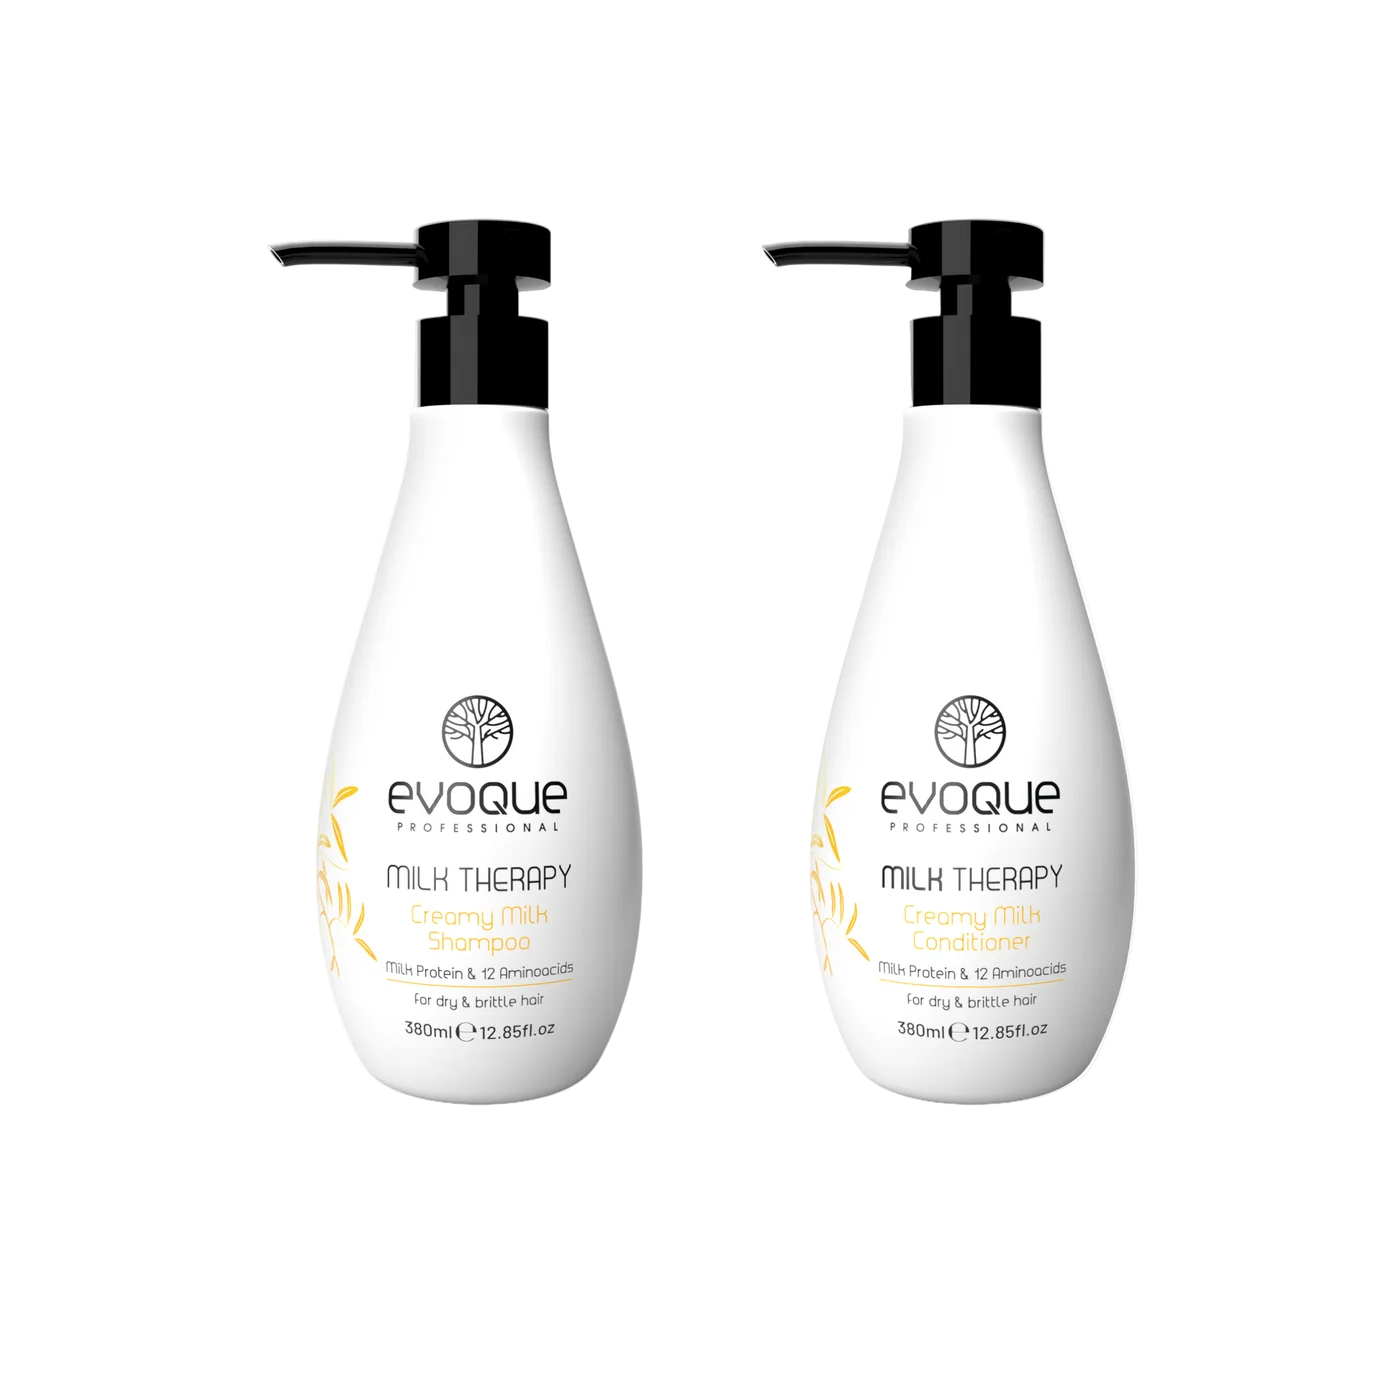 evoque
PROFESSIONAL
MILK THERAPY
Creamy Milk
Shampoo
Milk Protein & 12 Aminoacids
for dry & brittle hair
380ml ℮ 12.85fl.oz
evoque
PROFESSIONAL
MILK THERAPY
Creamy Milk
Conditioner
Milk Protein & 12 Aminoacids
for dry & brittle hair
380ml ℮ 12.85fl.oz